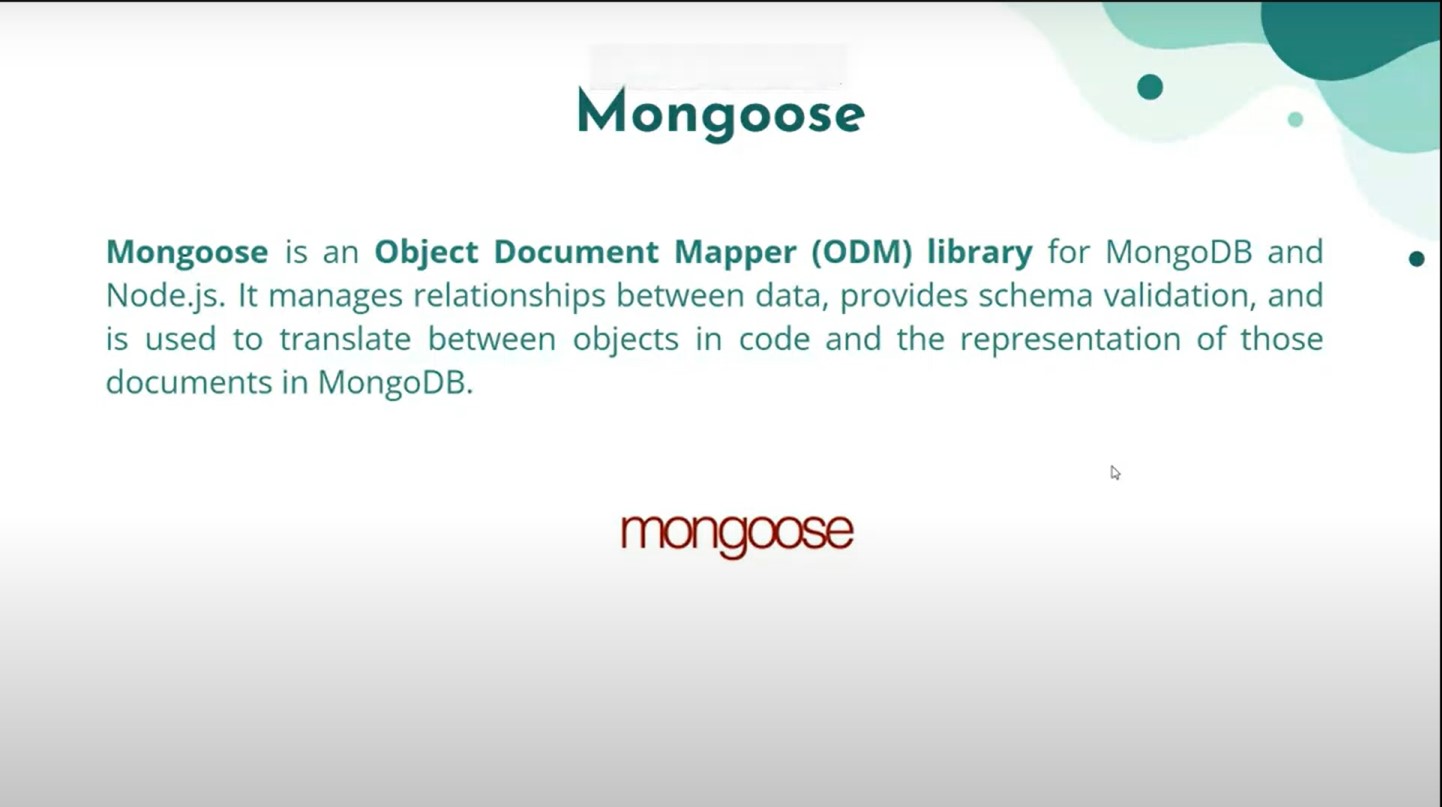 Mongoose
Mongoose is an Object Document Mapper (ODM) library for MongoDB and
Node.js. It manages relationships between data, provides schema validation, and
is used to translate between objects in code and the representation of those
documents in MongoDB.
mongoose